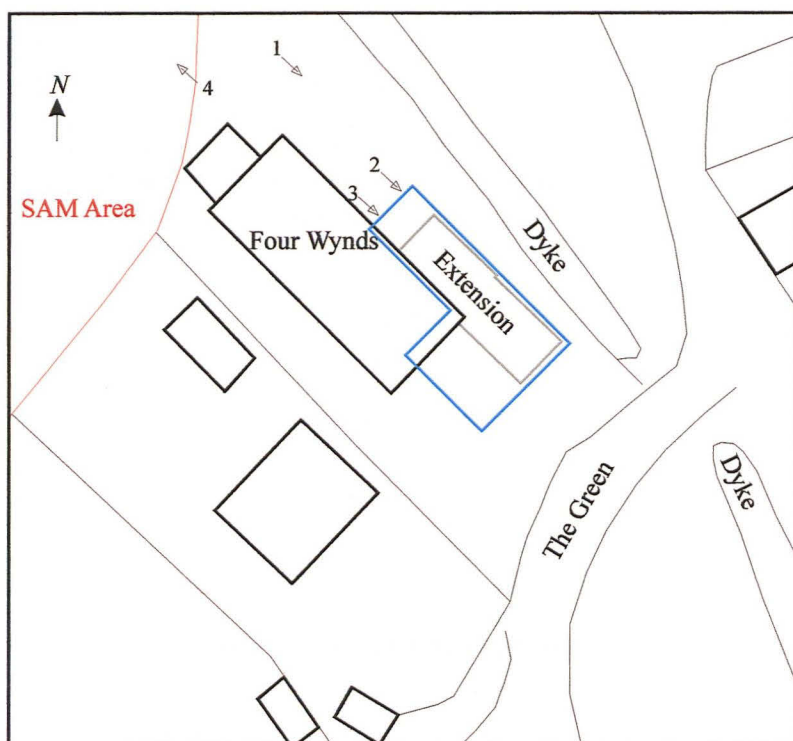 1
4
N
2
3
SAM Area
Four Wynds
Dyke
Extension
The Green
Dyke